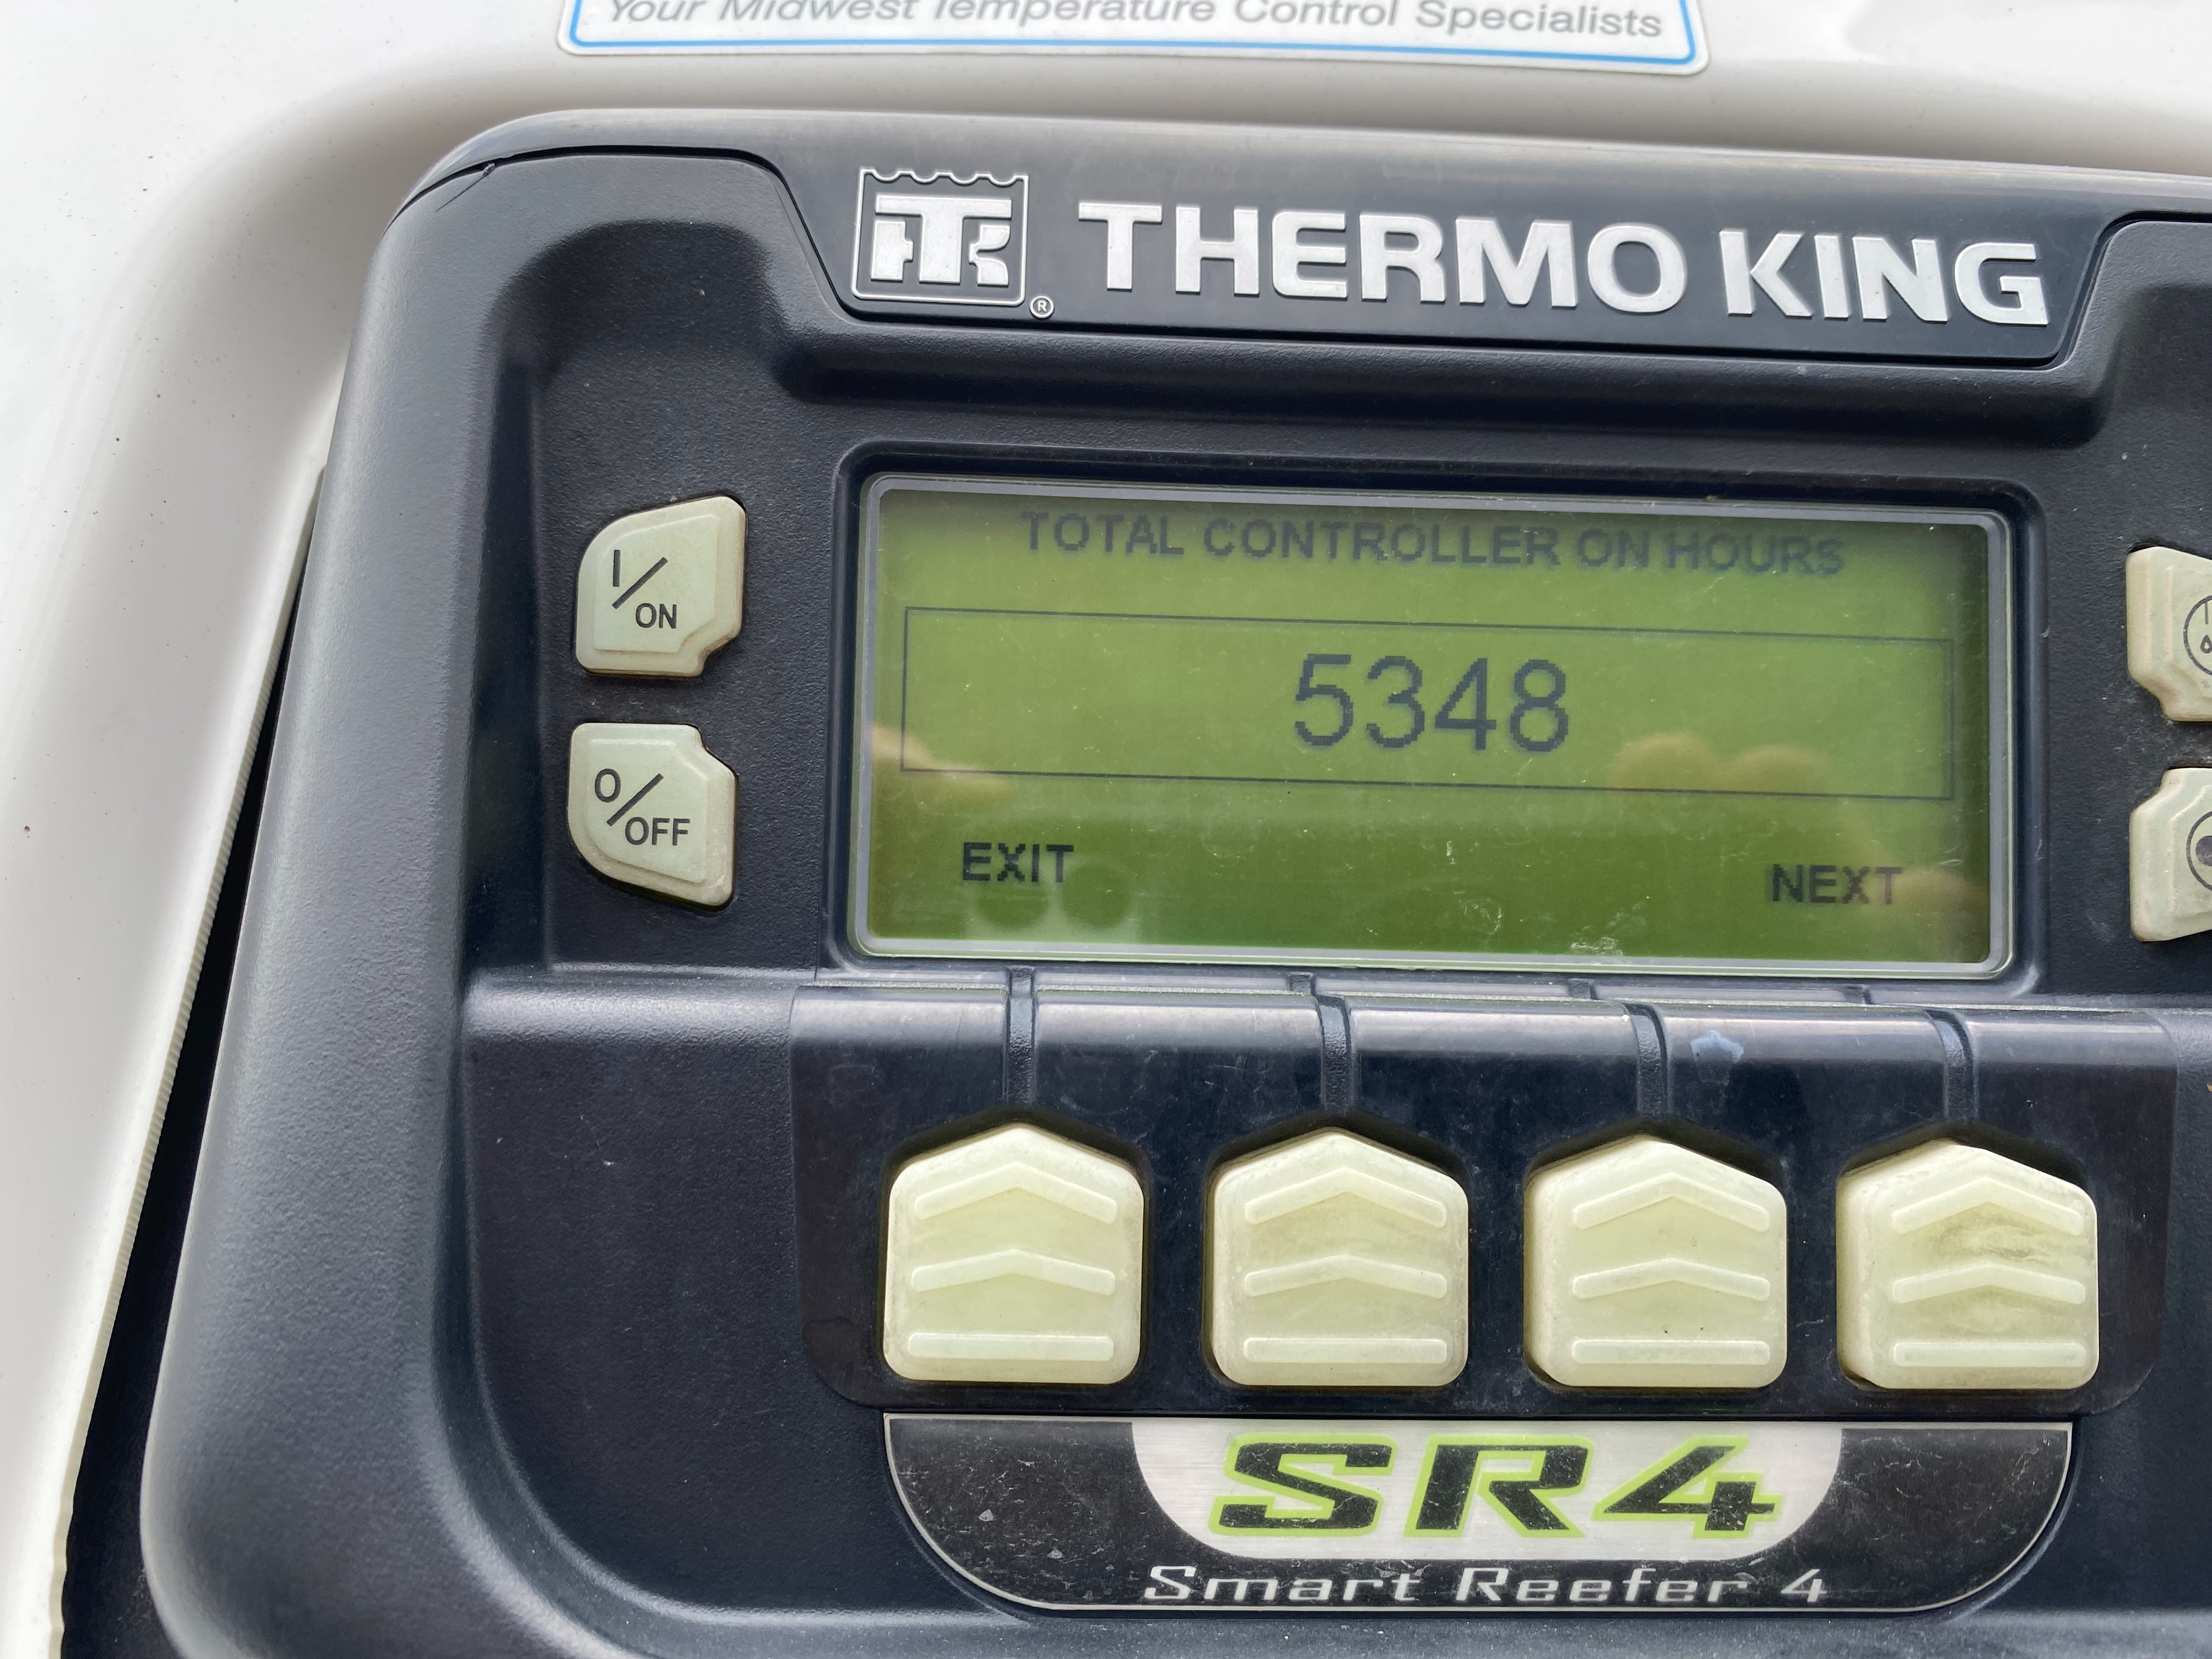 Your Midwest Temperature Control Specialists
THERMO KING
TOTAL CONTROLLER ON HOURS
I/ON
5348
O/OFF
EXIT NEXT
SR4
Smart Reefer 4